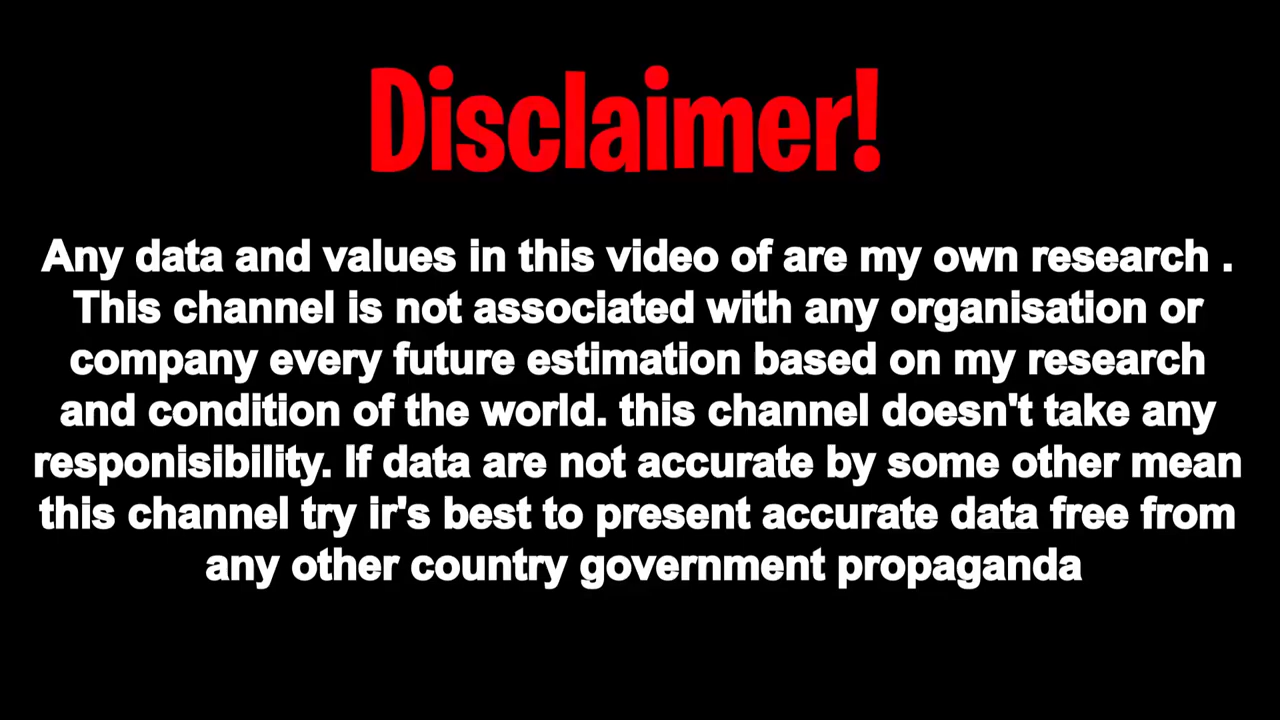 Disclaimer!
Any data and values in this video of are my own research .
This channel is not associated with any organisation or
company every future estimation based on my research
and condition of the world. this channel doesn't take any
responisibility. If data are not accurate by some other mean
this channel try ir's best to present accurate data free from
any other country government propaganda